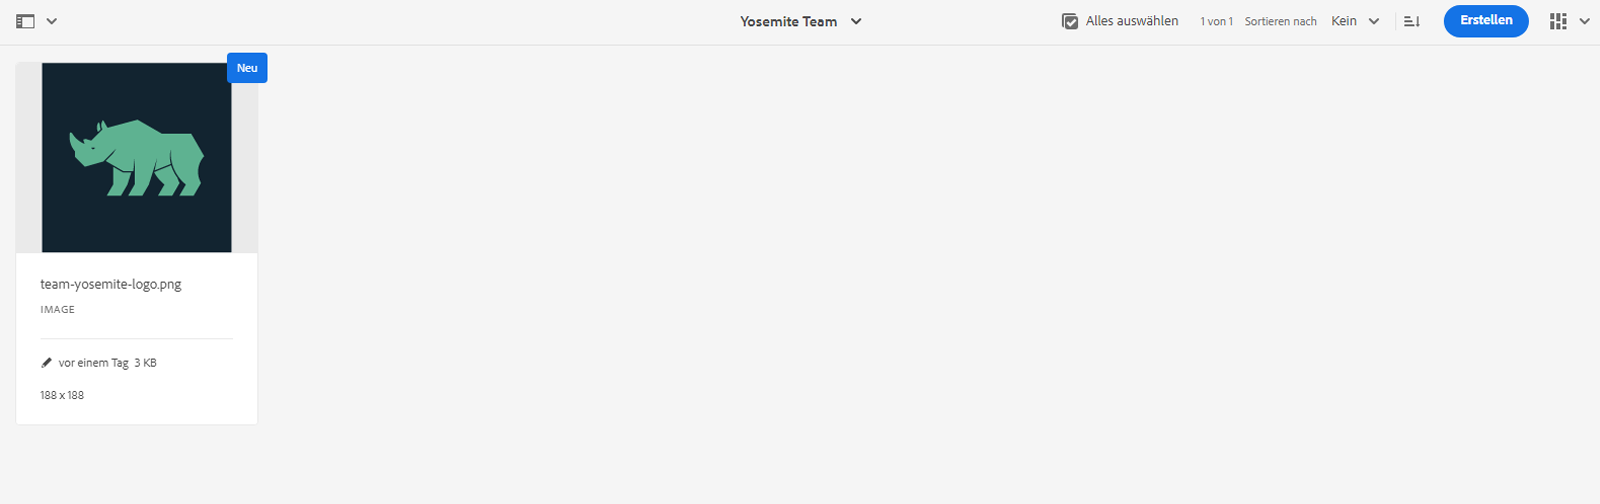 Yosemite Team
Alles auswählen 1 von 1 Sortieren nach Kein Erstellen
Neu
team-yosemite-logo.png
IMAGE
vor einem Tag 3 KB
188 x 188